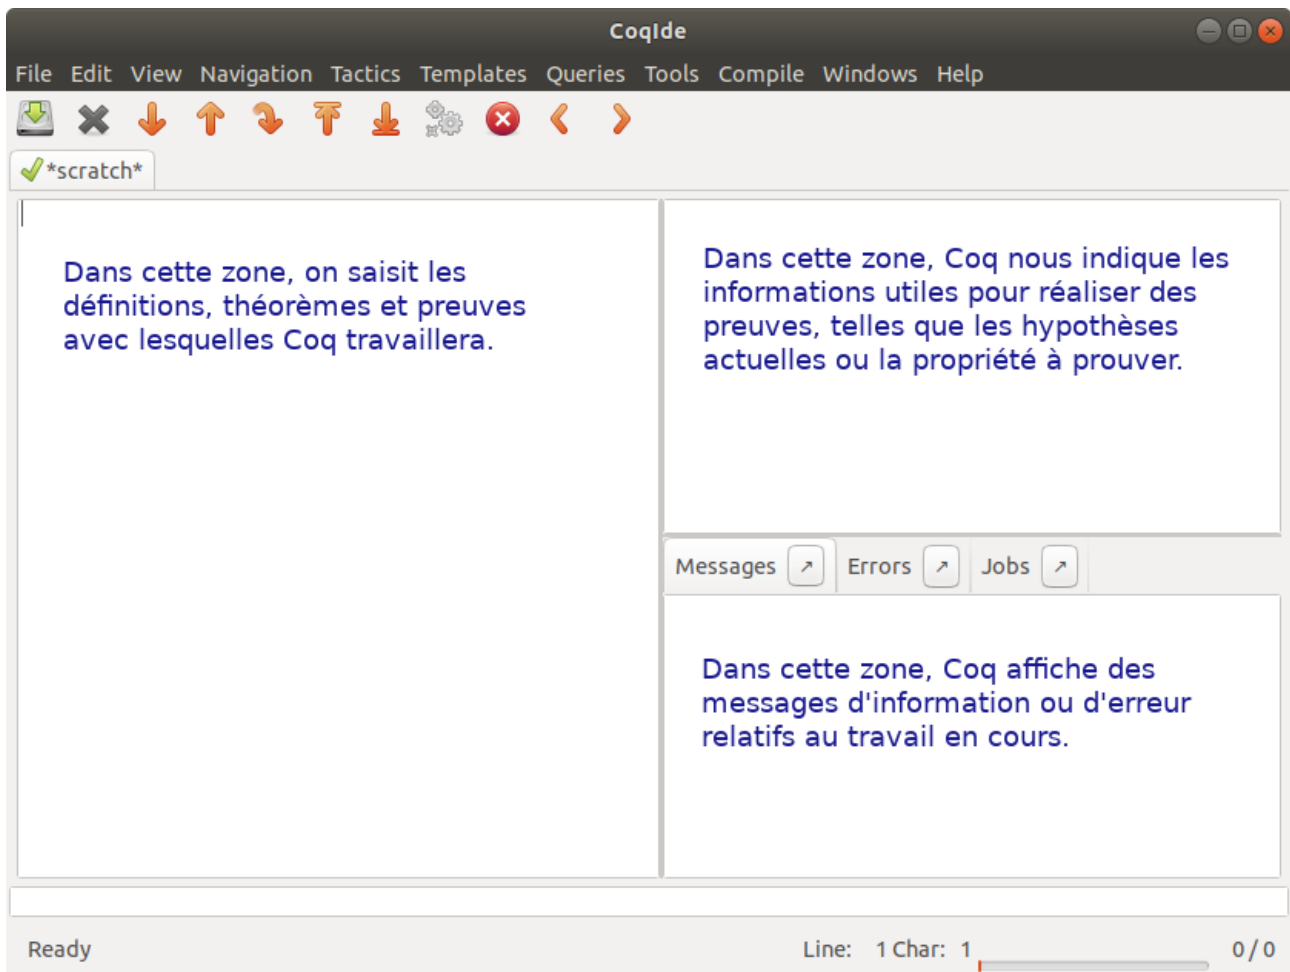 CoqIde
File Edit View Navigation Tactics Templates Queries Tools Compile Windows Help
*scratch*
Dans cette zone, on saisit les
définitions, théorèmes et preuves
avec lesquelles Coq travaillera.
Dans cette zone, Coq nous indique les
informations utiles pour réaliser des
preuves, telles que les hypothèses
actuelles ou la propriété à prouver.
Messages Errors Jobs
Dans cette zone, Coq affiche des
messages d'information ou d'erreur
relatifs au travail en cours.
Ready Line: 1 Char: 1 0 / 0